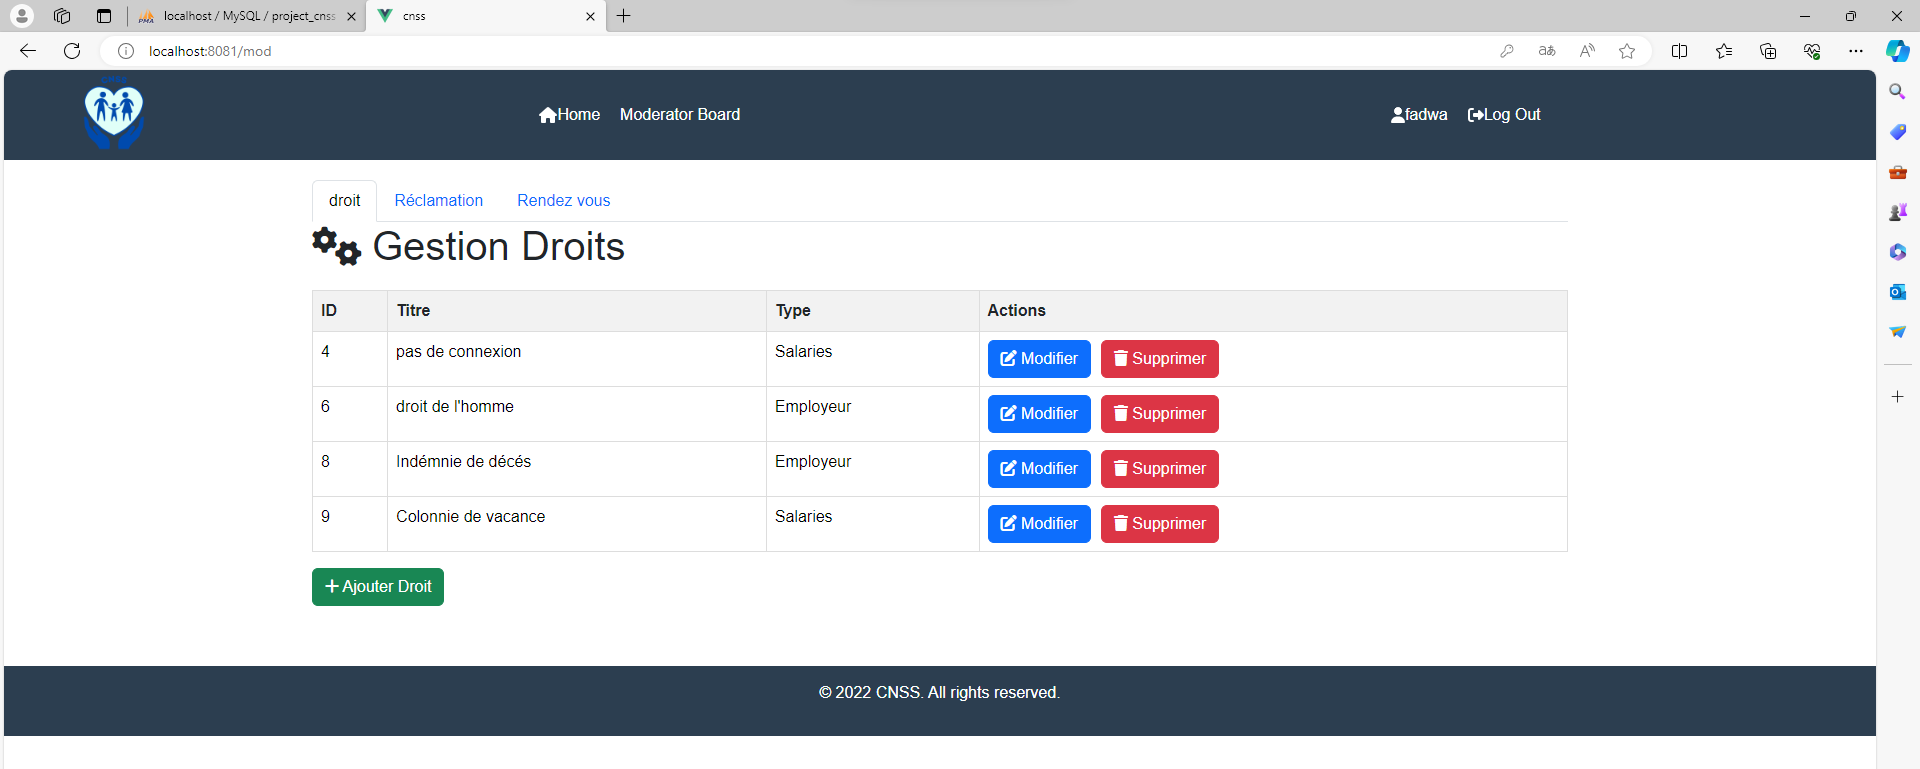 localhost / MySQL / project_cnss
cnss
localhost:8081/mod
Home Moderator Board fadwa Log Out
droit Réclamation Rendez vous
Gestion Droits
ID Titre Type Actions
4 pas de connexion Salaries Modifier Supprimer
6 droit de l'homme Employeur Modifier Supprimer
8 Indémnie de décés Employeur Modifier Supprimer
9 Colonnie de vacance Salaries Modifier Supprimer
Ajouter Droit
© 2022 CNSS. All rights reserved.